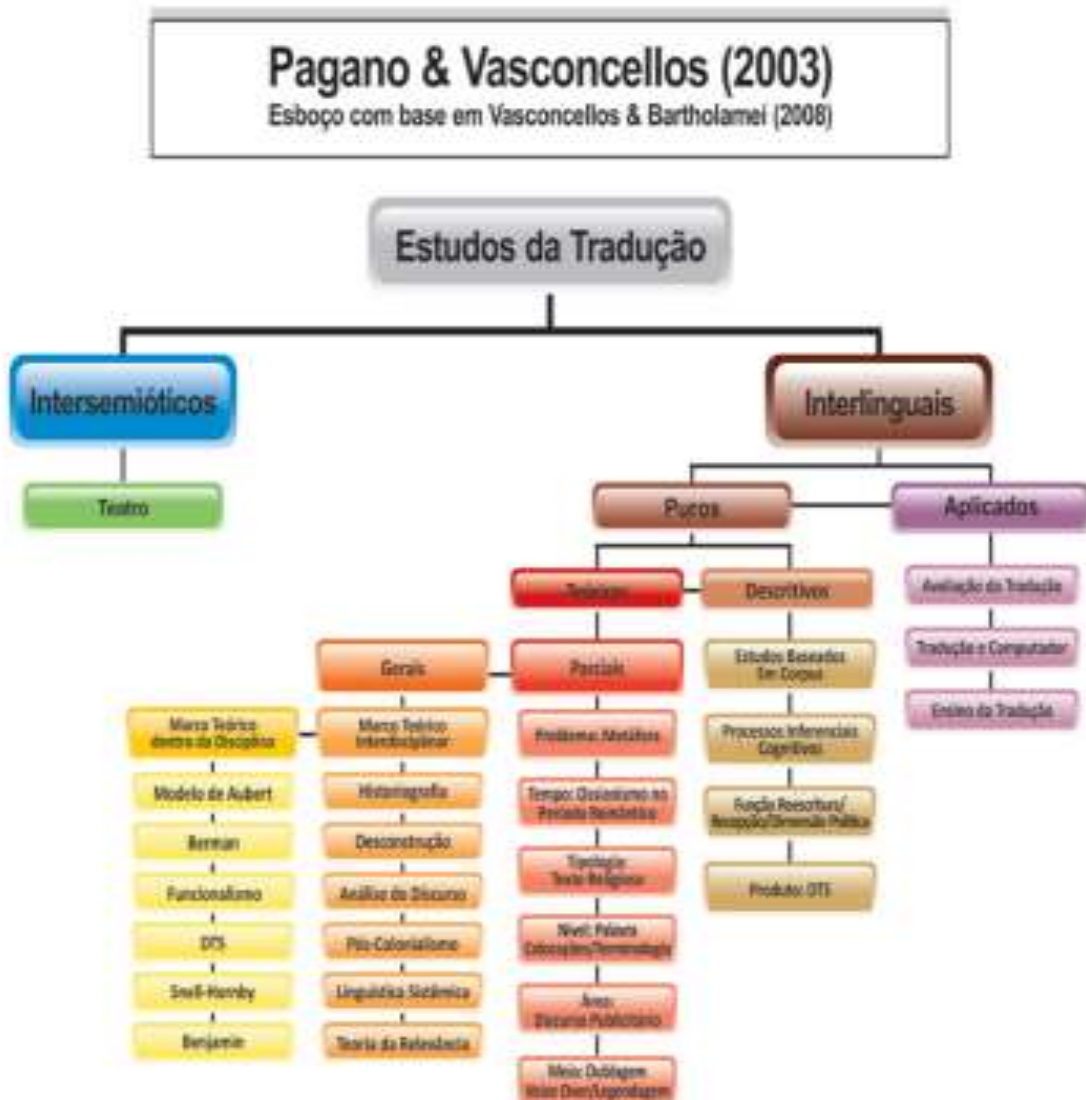 Pagano & Vasconcellos (2003)
Esboço com base em Vasconcellos & Bartholamei (2008)
Estudos da Tradução
Intersemióticos
Interlinguais
Teatro
Puros
Aplicados
Teóricos
Descritivos
Avaliação da Tradução
Gerais
Parciais
Estudos Baseados
Em Corpus
Tradução e Computador
Marco Teórico
dentro da Disciplina
Marco Teórico
Interdisciplinar
Problema: Metáfora
Processos Inferenciais
Cognitivos
Ensino da Tradução
Modelo de Aubert
Historiografia
Tempo: Ossianismo no
Período Romântico
Função Reescritura/
Recepção/Dimensão Política
Berman
Desconstrução
Tipologia:
Texto Religioso
Produto: DTS
Funcionalismo
Análise do Discurso
Nível: Palavra
Colocações/Terminologia
DTS
Pós-Colonialismo
Snell-Hornby
Linguística Sistêmica
Área:
Discurso Publicitário
Benjamin
Teoria da Relevância
Meio: Dublagem
Voice Over/Legendagem